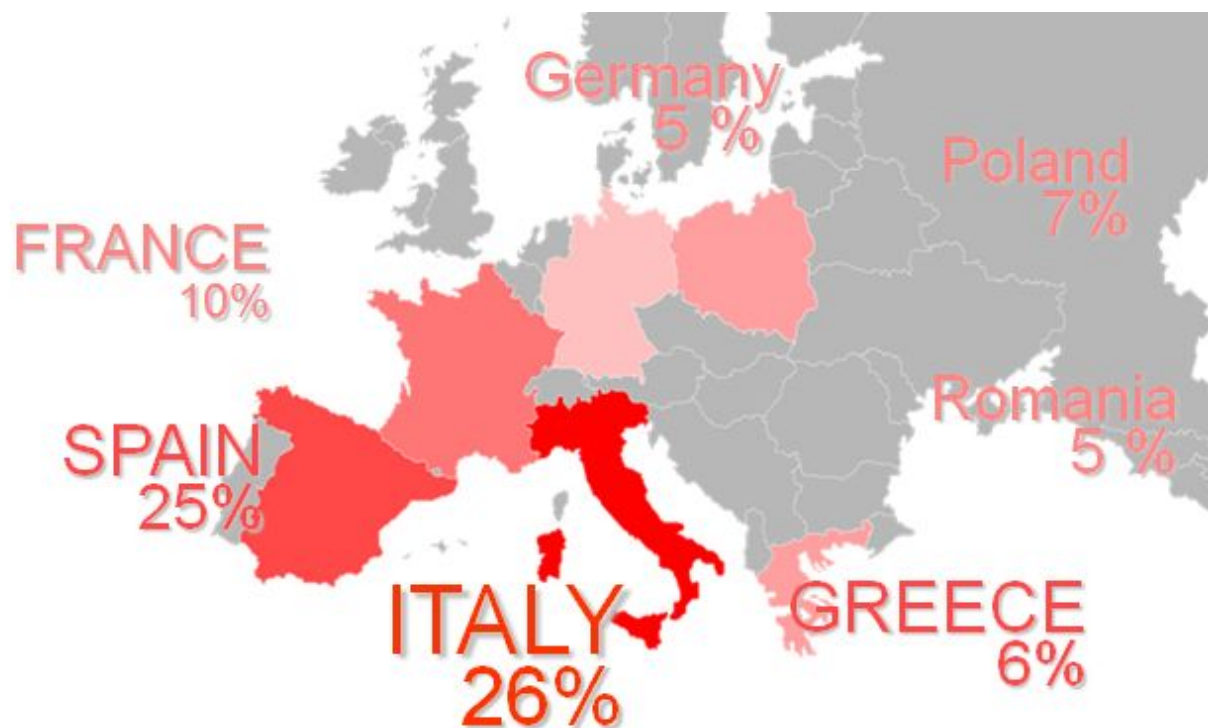 Germany
5 %
Poland
7%
FRANCE
10%
Romania
5 %
SPAIN
25%
ITALY
26%
GREECE
6%